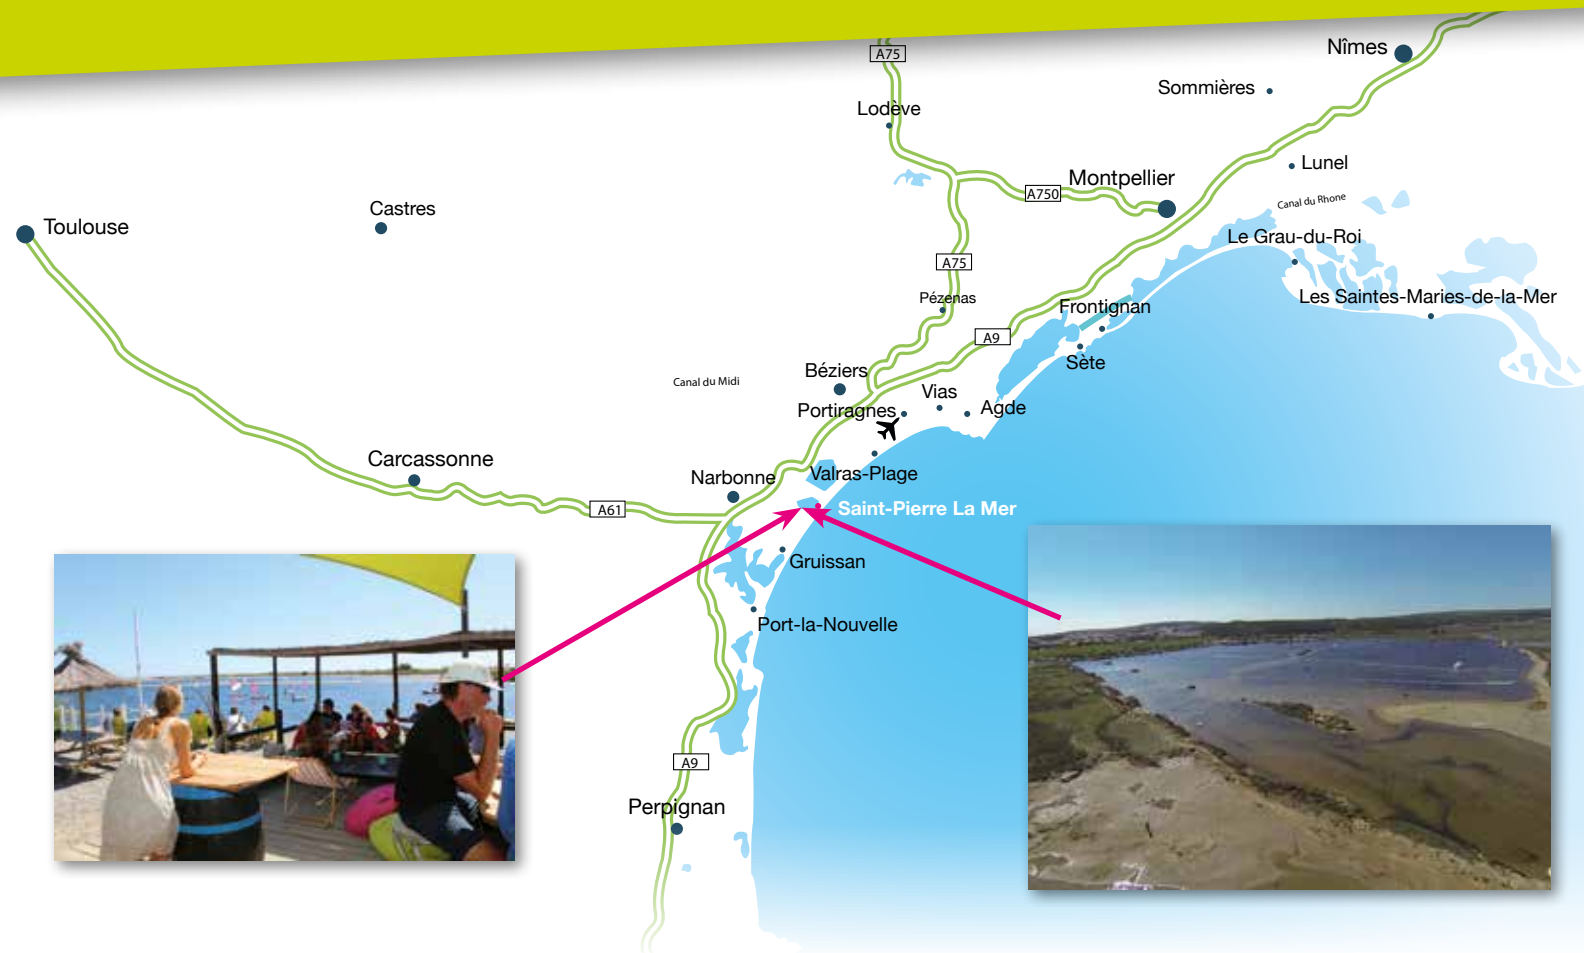 Nîmes
A75
Sommières
Lodève
Lunel
Montpellier
A750
Canal du Rhone
Castres
Toulouse
Le Grau-du-Roi
A75
Pézenas
Les Saintes-Maries-de-la-Mer
Frontignan
A9
Sète
Béziers
Canal du Midi
Vias
Portiragnes
Agde
Carcassonne
Valras-Plage
Narbonne
A61
Saint-Pierre La Mer
Gruissan
Port-la-Nouvelle
A9
Perpignan